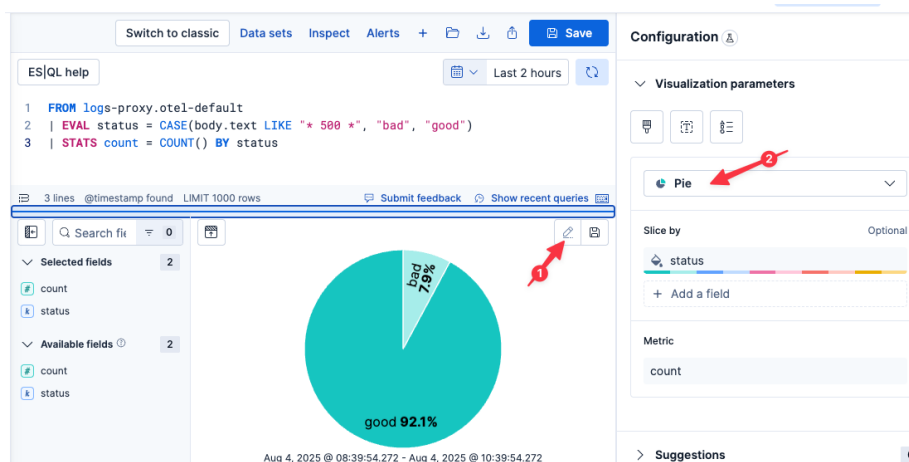 Switch to classic Data sets Inspect Alerts + Save
ES|QL help Last 2 hours
1 FROM logs-proxy.otel-default
2 | EVAL status = CASE(body.text LIKE "* 500 *", "bad", "good")
3 | STATS count = COUNT() BY status
3 lines @timestamp found LIMIT 1000 rows Submit feedback Show recent queries
Search fie 0
Selected fields 2
# count
k status
Available fields 2
# count
k status
1
bad
7.9%
good 92.1%
Aug 4, 2025 @ 08:39:54.272 - Aug 4, 2025 @ 10:39:54.272
Configuration
Visualization parameters
2
Pie
Slice by Optional
status
+ Add a field
Metric
count
Suggestions